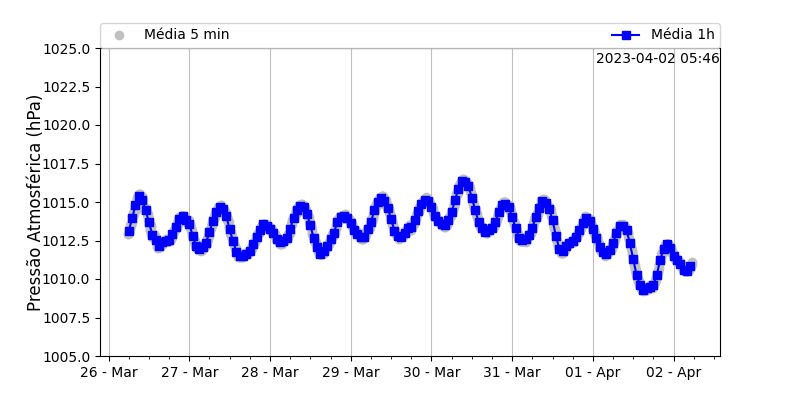 Média 5 min
Média 1h
2023-04-02 05:46
Pressão Atmosférica (hPa)
1025.0
1022.5
1020.0
1017.5
1015.0
1012.5
1010.0
1007.5
1005.0
26 - Mar
27 - Mar
28 - Mar
29 - Mar
30 - Mar
31 - Mar
01 - Apr
02 - Apr